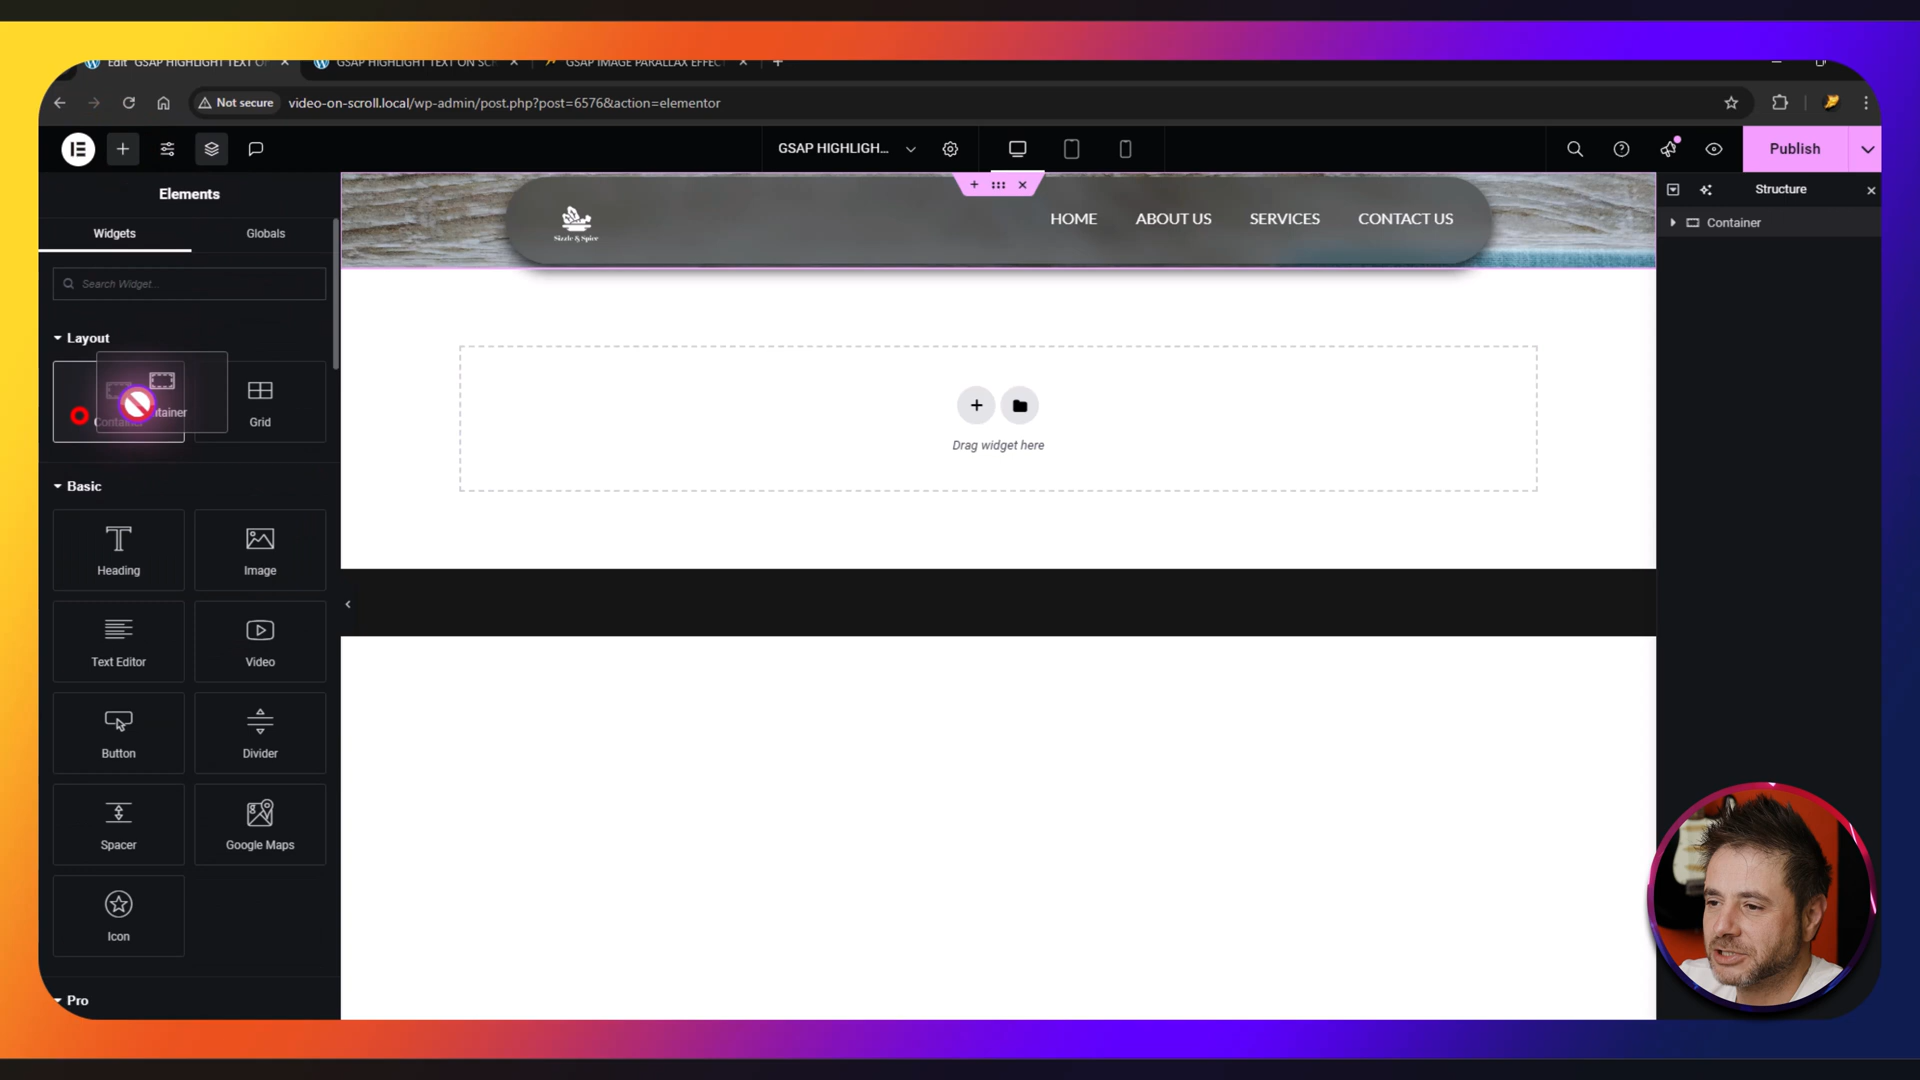 Edit "GSAP HIGHLIGHT TEXT O
GSAP HIGHLIGHT TEXT ON SC
GSAP IMAGE PARALLAX EFFEC
Not secure
video-on-scroll.local/wp-admin/post.php?post=6576&action=elementor
GSAP HIGHLIGH...
Publish
Elements
Widgets
Globals
Search Widget...
Layout
Container
Grid
Basic
Heading
Image
Text Editor
Video
Button
Divider
Spacer
Google Maps
Icon
Pro
Sizzle & Spice
HOME
ABOUT US
SERVICES
CONTACT US
Drag widget here
Structure
Container